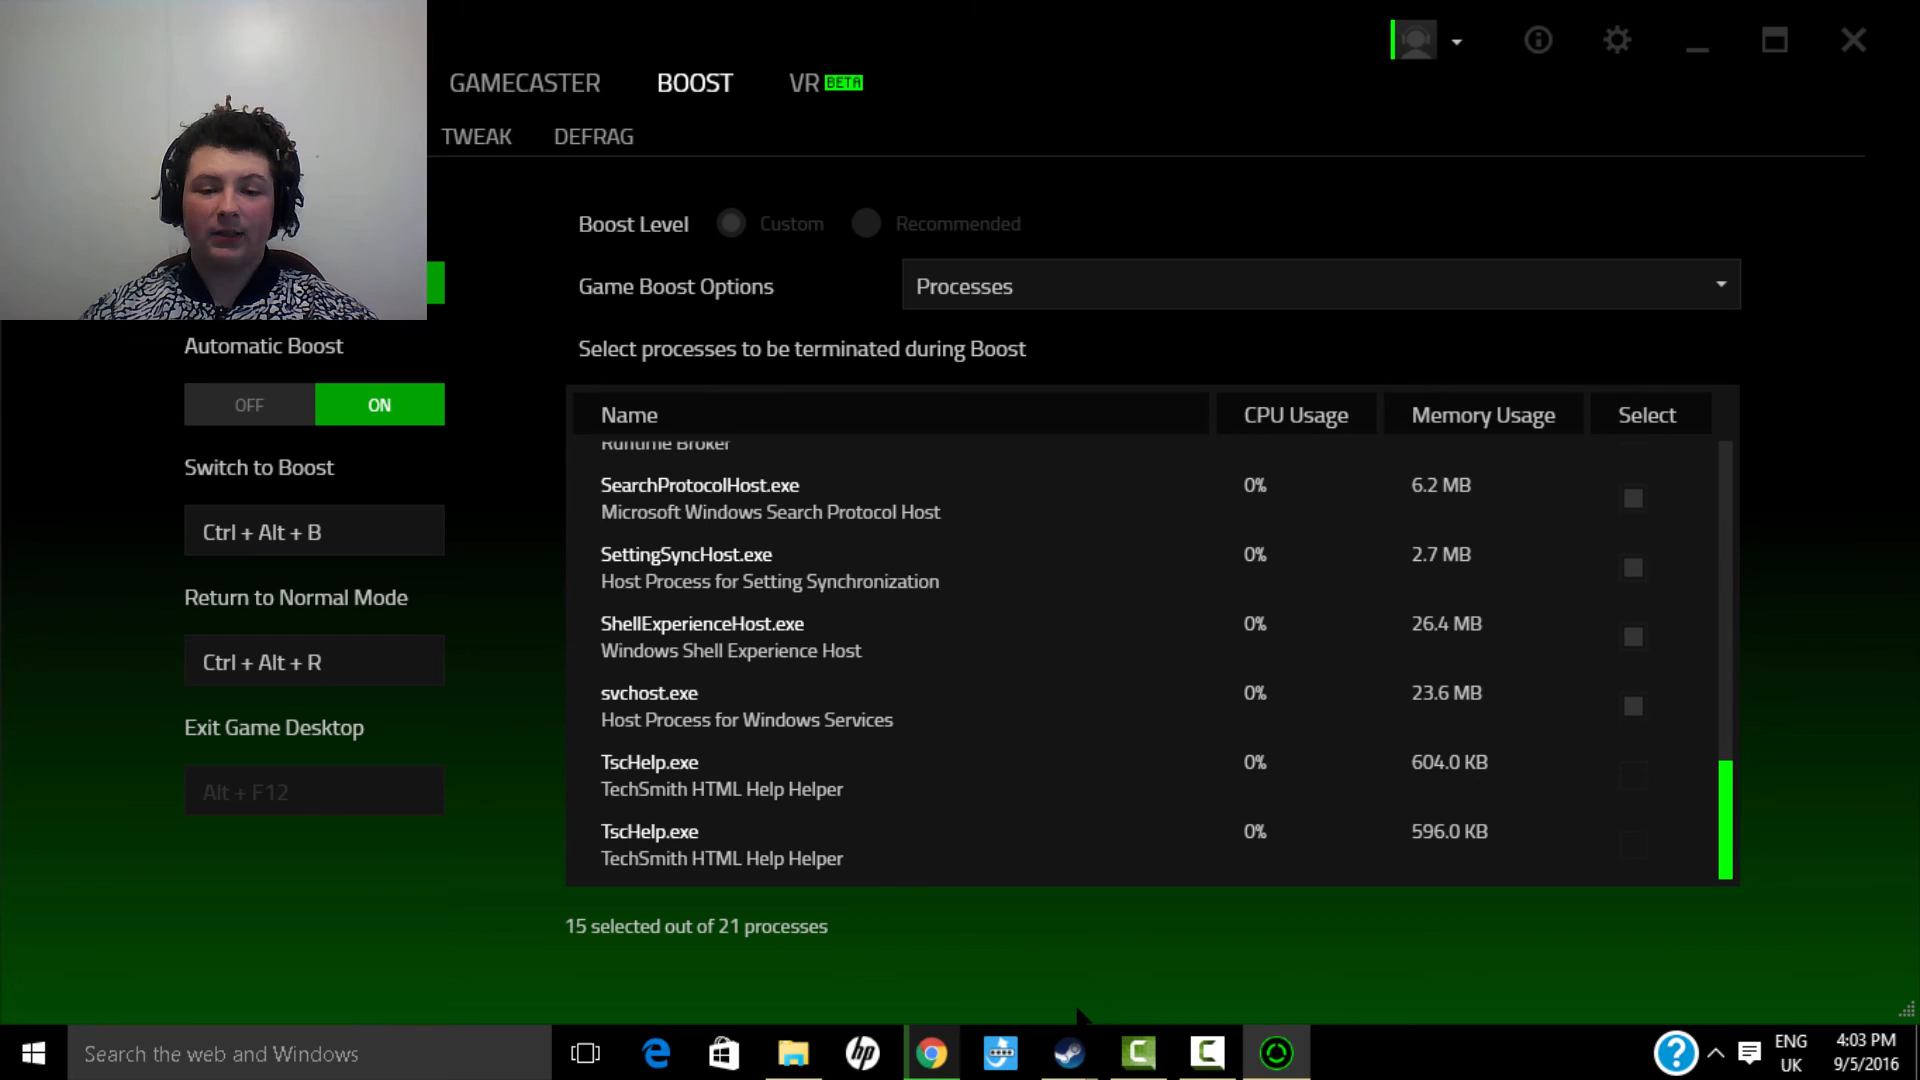 GAMECASTER BOOST VR BETA
TWEAK DEFRAG
Boost Level Custom Recommended
Game Boost Options Processes
Automatic Boost
Select processes to be terminated during Boost
OFF ON
Name CPU Usage Memory Usage Select
Runtime Broker
Switch to Boost
SearchProtocolHost.exe 0% 6.2 MB
Microsoft Windows Search Protocol Host
Ctrl + Alt + B
SettingSyncHost.exe 0% 2.7 MB
Host Process for Setting Synchronization
Return to Normal Mode
ShellExperienceHost.exe 0% 26.4 MB
Windows Shell Experience Host
Ctrl + Alt + R
svchost.exe 0% 23.6 MB
Host Process for Windows Services
Exit Game Desktop
TscHelp.exe 0% 604.0 KB
TechSmith HTML Help Helper
Alt + F12
TscHelp.exe 0% 596.0 KB
TechSmith HTML Help Helper
15 selected out of 21 processes
Search the web and Windows
hp
ENG
UK
4:03 PM
9/5/2016